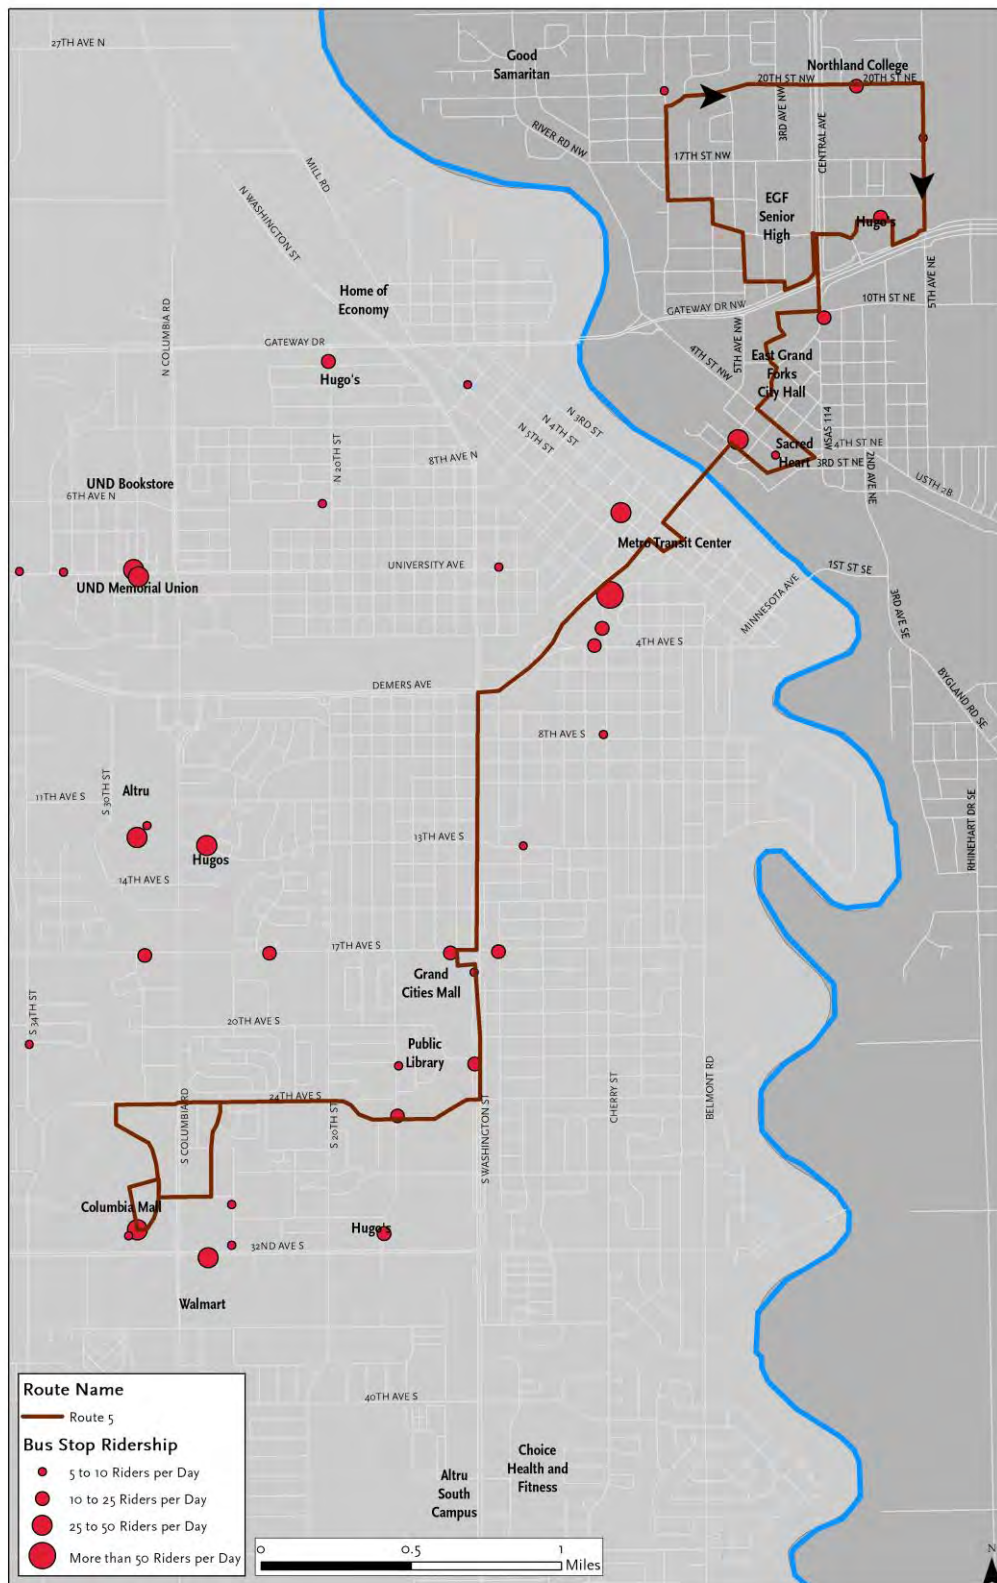 27TH AVE N
Good
Samaritan
Northland College
20TH ST NW
20TH ST NE
3RD AVE NW
CENTRAL AVE
RIVER RD NW
17TH ST NW
MILL RD
N WASHINGTON ST
EGF
Senior
High
Hugo's
5TH AVE NE
Home of
Economy
N COLUMBIA RD
GATEWAY DR NW
10TH ST NE
GATEWAY DR
5TH AVE NW
4TH ST NW
East Grand
Forks
City Hall
Hugo's
N 3RD ST
N 4TH ST
N 5TH ST
MSAS 114
N 20TH ST
8TH AVE N
Sacred
Heart
4TH ST NE
3RD ST NE
2ND AVE NE
USTH 2B
UND Bookstore
6TH AVE N
Metro Transit Center
UNIVERSITY AVE
UND Memorial Union
1ST ST SE
MINNESOTA AVE
3RD AVE SE
4TH AVE S
BYGLAND RD SE
DEMERS AVE
8TH AVE S
S 30TH ST
11TH AVE S
Altru
RHINEHART DR SE
13TH AVE S
Hugos
14TH AVE S
17TH AVE S
Grand
Cities Mall
S 34TH ST
20TH AVE S
Public
Library
24TH AVE S
S COLUMBIA RD
S 20TH ST
S WASHINGTON ST
CHERRY ST
BELMONT RD
Columbia Mall
Hugo's
32ND AVE S
Walmart
40TH AVE S
Choice
Health and
Fitness
Altru
South
Campus
Route Name
Route 5
Bus Stop Ridership
5 to 10 Riders per Day
10 to 25 Riders per Day
25 to 50 Riders per Day
More than 50 Riders per Day
0 0.5 1
Miles
N